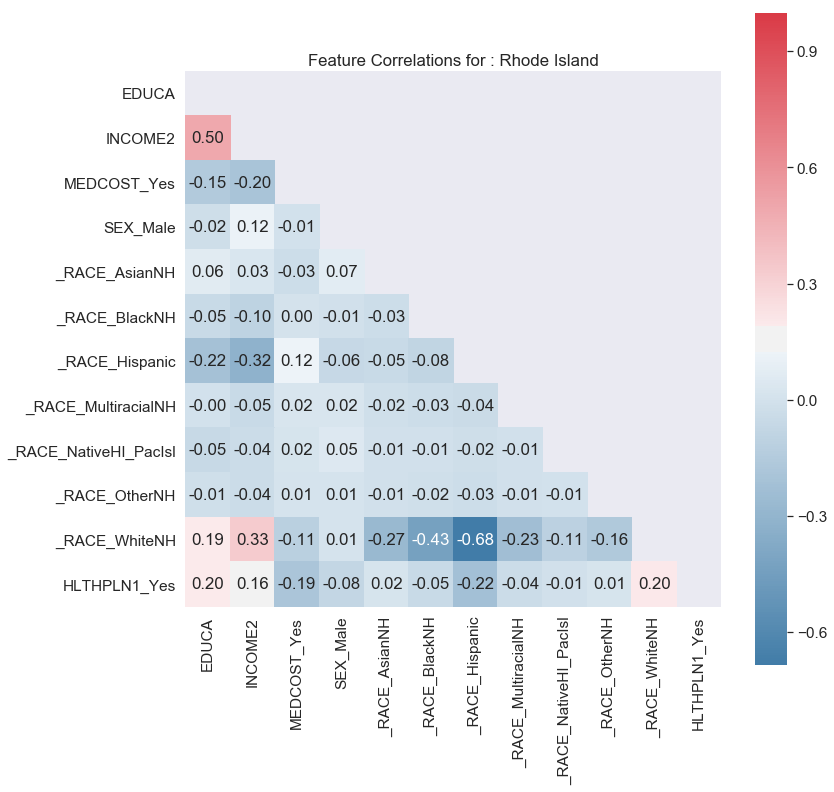 Feature Correlations for : Rhode Island
EDUCA
INCOME2 0.50
MEDCOST_Yes -0.15 -0.20
SEX_Male -0.02 0.12 -0.01
_RACE_AsianNH 0.06 0.03 -0.03 0.07
_RACE_BlackNH -0.05 -0.10 0.00 -0.01 -0.03
_RACE_Hispanic -0.22 -0.32 0.12 -0.06 -0.05 -0.08
_RACE_MultiracialNH -0.00 -0.05 0.02 0.02 -0.02 -0.03 -0.04
_RACE_NativeHI_PacIsl -0.05 -0.04 0.02 0.05 -0.01 -0.01 -0.02 -0.01
_RACE_OtherNH -0.01 -0.04 0.01 0.01 -0.01 -0.02 -0.03 -0.01 -0.01
_RACE_WhiteNH 0.19 0.33 -0.11 0.01 -0.27 -0.43 -0.68 -0.23 -0.11 -0.16
HLTHPLN1_Yes 0.20 0.16 -0.19 -0.08 0.02 -0.05 -0.22 -0.04 -0.01 0.01 0.20
EDUCA
INCOME2
MEDCOST_Yes
SEX_Male
_RACE_AsianNH
_RACE_BlackNH
_RACE_Hispanic
_RACE_MultiracialNH
_RACE_NativeHI_PacIsl
_RACE_OtherNH
_RACE_WhiteNH
HLTHPLN1_Yes
0.9
0.6
0.3
0.0
−0.3
−0.6